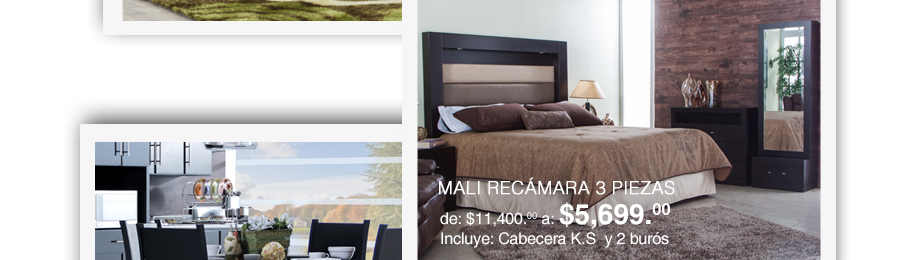 MALI RECÁMARA 3 PIEZAS
de: $11,400.00 a: $5,699.00
Incluye: Cabecera K.S y 2 burós